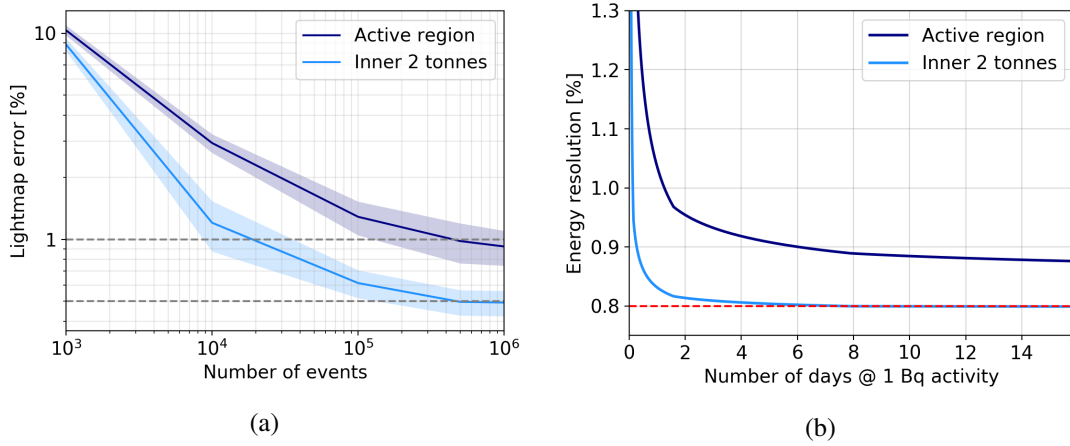 Active region
Inner 2 tonnes
10
1
Lightmap error [%]
10³
10⁴
10⁵
10⁶
Number of events
(a)
Active region
Inner 2 tonnes
1.3
1.2
1.1
1.0
0.9
0.8
Energy resolution [%]
0
2
4
6
8
10
12
14
Number of days @ 1 Bq activity
(b)